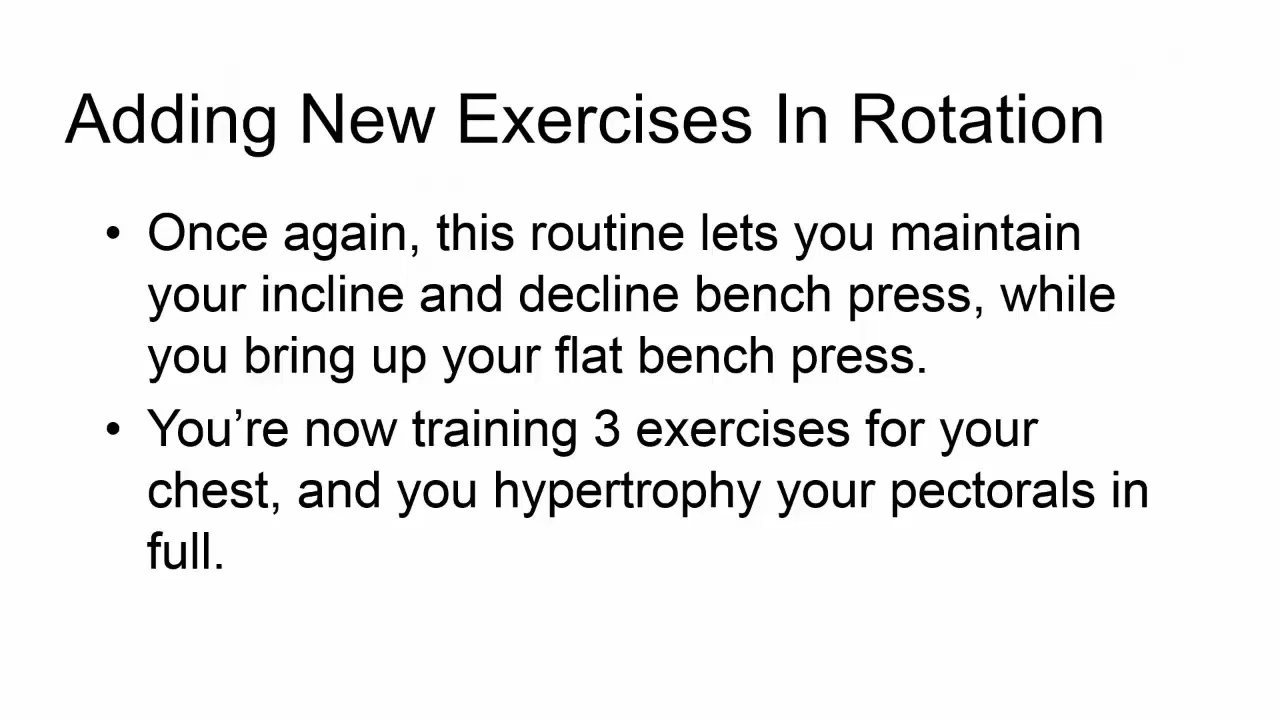 Adding New Exercises In Rotation
• Once again, this routine lets you maintain
your incline and decline bench press, while
you bring up your flat bench press.
• You’re now training 3 exercises for your
chest, and you hypertrophy your pectorals in
full.